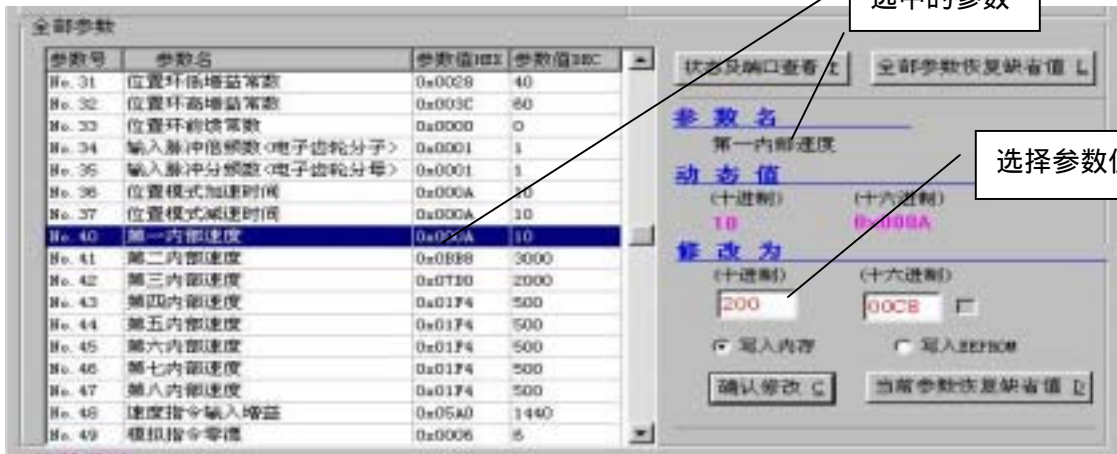 选中的参数
全部参数
参数号 参数名 参数值HEX 参数值DEC
No. 31 位置环低增益常数 0x0028 40
No. 32 位置环高增益常数 0x003C 60
No. 33 位置环前馈常数 0x0000 0
No. 34 输入脉冲倍频数<电子齿轮分子> 0x0001 1
No. 35 输入脉冲分频数<电子齿轮分母> 0x0001 1
No. 36 位置模式加速时间 0x000A 10
No. 37 位置模式减速时间 0x000A 10
No. 40 第一内部速度 0x000A 10
No. 41 第二内部速度 0x0BB8 3000
No. 42 第三内部速度 0x07D0 2000
No. 43 第四内部速度 0x01F4 500
No. 44 第五内部速度 0x01F4 500
No. 45 第六内部速度 0x01F4 500
No. 46 第七内部速度 0x01F4 500
No. 47 第八内部速度 0x01F4 500
No. 48 速度指令输入增益 0x05A0 1440
No. 49 模拟指令零漂 0x0006 6
状态及端口查看 全部参数恢复缺省值 L
参数名
第一内部速度
选择参数值
动态值
(十进制) (十六进制)
10 0x000A
修改为
(十进制) (十六进制)
200 00C8
写入内存 写入EEPROM
确认修改 C 当前参数恢复缺省值 D